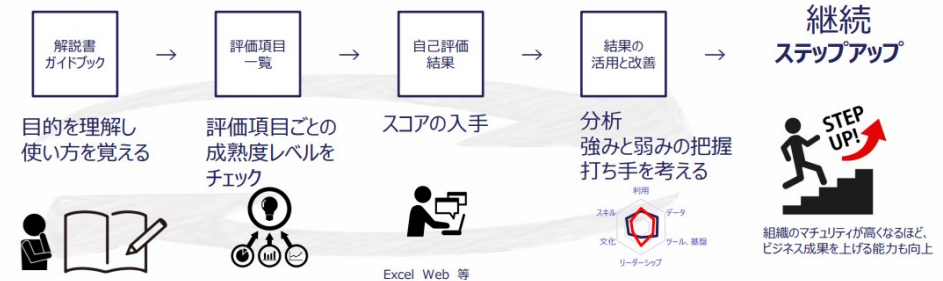 解説書
ガイドブック
→
評価項目
一覧
→
自己評価
結果
→
結果の
活用と改善
→
継続
ステップアップ
目的を理解し
使い方を覚える
評価項目ごとの
成熟度レベルを
チェック
スコアの入手
Excel Web 等
分析
強みと弱みの把握
打ち手を考える
利用
スキル
データ
文化
ツール、基盤
リーダーシップ
STEP
UP!
組織のマチュリティが高くなるほど、
ビジネス成果を上げる能力も向上